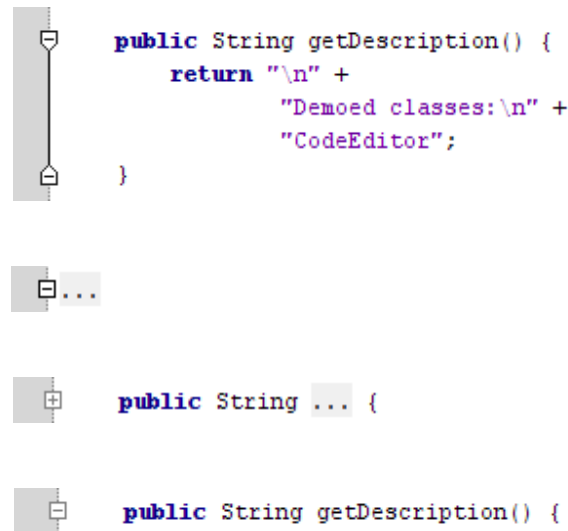 public String getDescription() {
return "\n" +
"Demoed classes:\n" +
"CodeEditor";
}
...
public String ... {
public String getDescription() {